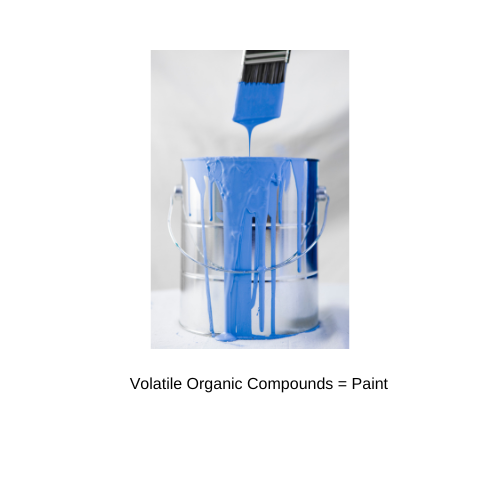 Volatile Organic Compounds = Paint